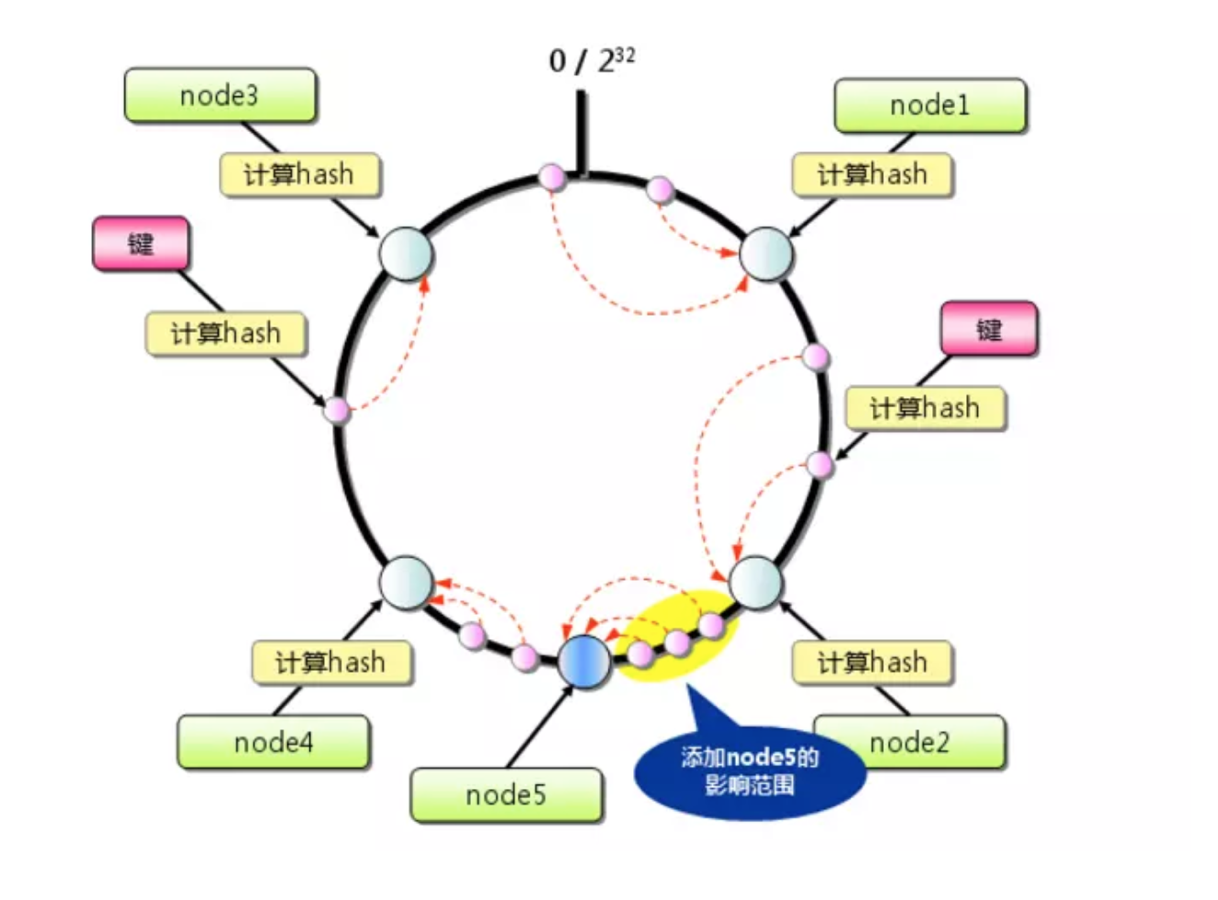 0 / 2³²
node3
node1
计算hash
计算hash
键
计算hash
键
计算hash
计算hash
计算hash
node4
node2
添加node5的
影响范围
node5